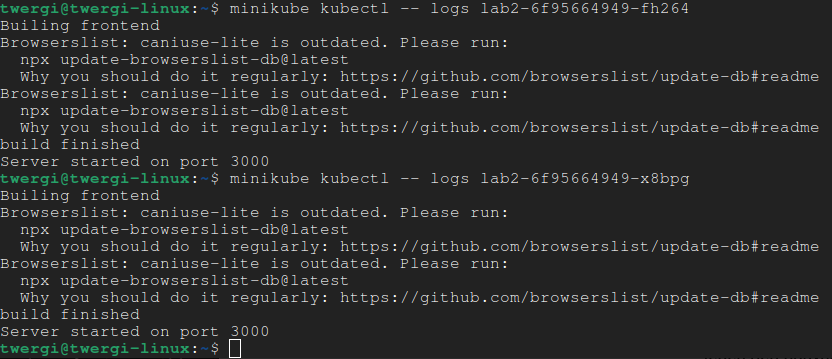 twergi@twergi-linux:~$ minikube kubectl -- logs lab2-6f95664949-fh264
Builing frontend
Browserslist: caniuse-lite is outdated. Please run:
  npx update-browserslist-db@latest
  Why you should do it regularly: https://github.com/browserslist/update-db#readme
Browserslist: caniuse-lite is outdated. Please run:
  npx update-browserslist-db@latest
  Why you should do it regularly: https://github.com/browserslist/update-db#readme
build finished
Server started on port 3000
twergi@twergi-linux:~$ minikube kubectl -- logs lab2-6f95664949-x8bpg
Builing frontend
Browserslist: caniuse-lite is outdated. Please run:
  npx update-browserslist-db@latest
  Why you should do it regularly: https://github.com/browserslist/update-db#readme
Browserslist: caniuse-lite is outdated. Please run:
  npx update-browserslist-db@latest
  Why you should do it regularly: https://github.com/browserslist/update-db#readme
build finished
Server started on port 3000
twergi@twergi-linux:~$